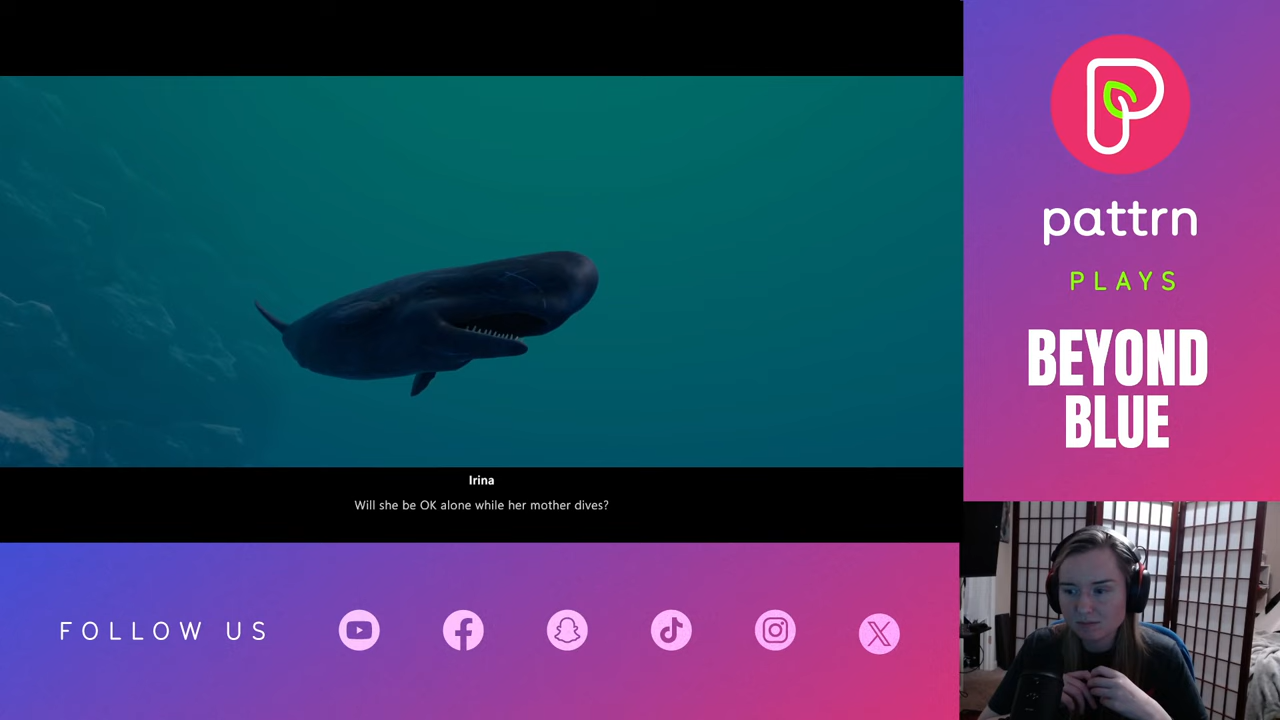 Irina
Will she be OK alone while her mother dives?
pattrn
PLAYS
BEYOND
BLUE
FOLLOW US